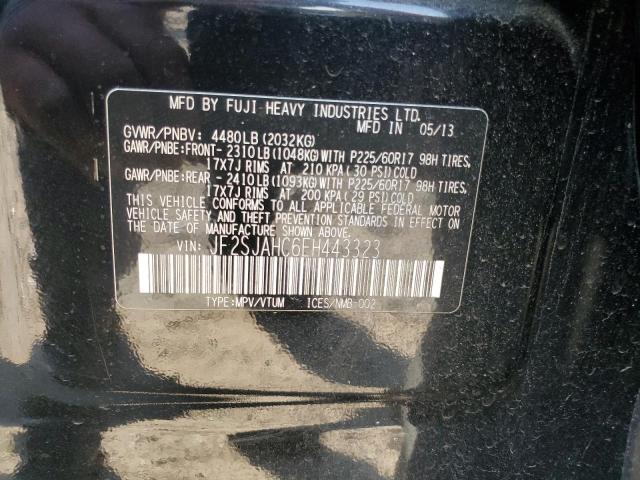 MFD BY FUJI HEAVY INDUSTRIES LTD.
MFD IN 05/13
GVWR/PNBV: 4480LB(2032KG)
GAWR/PNBE:FRONT- 2310LB(1048KG)WITH P225/60R17 98H TIRES,
17X7J RIMS AT 210 KPA(30 PSI)COLD
GAWR/PNBE:REAR - 2410LB(1093KG)WITH P225/60R17 98H TIRES,
17X7J RIMS AT 200 KPA(29 PSI)COLD
THIS VEHICLE CONFORMS TO ALL APPLICABLE FEDERAL MOTOR
VEHICLE SAFETY AND THEFT PREVENTION STANDARDS IN EFFECT ON
THE DATE OF MANUFACTURE SHOWN ABOVE.
VIN: JF2SJAHC6EH443323
TYPE:MPV/VTUM ICES/NMB-002